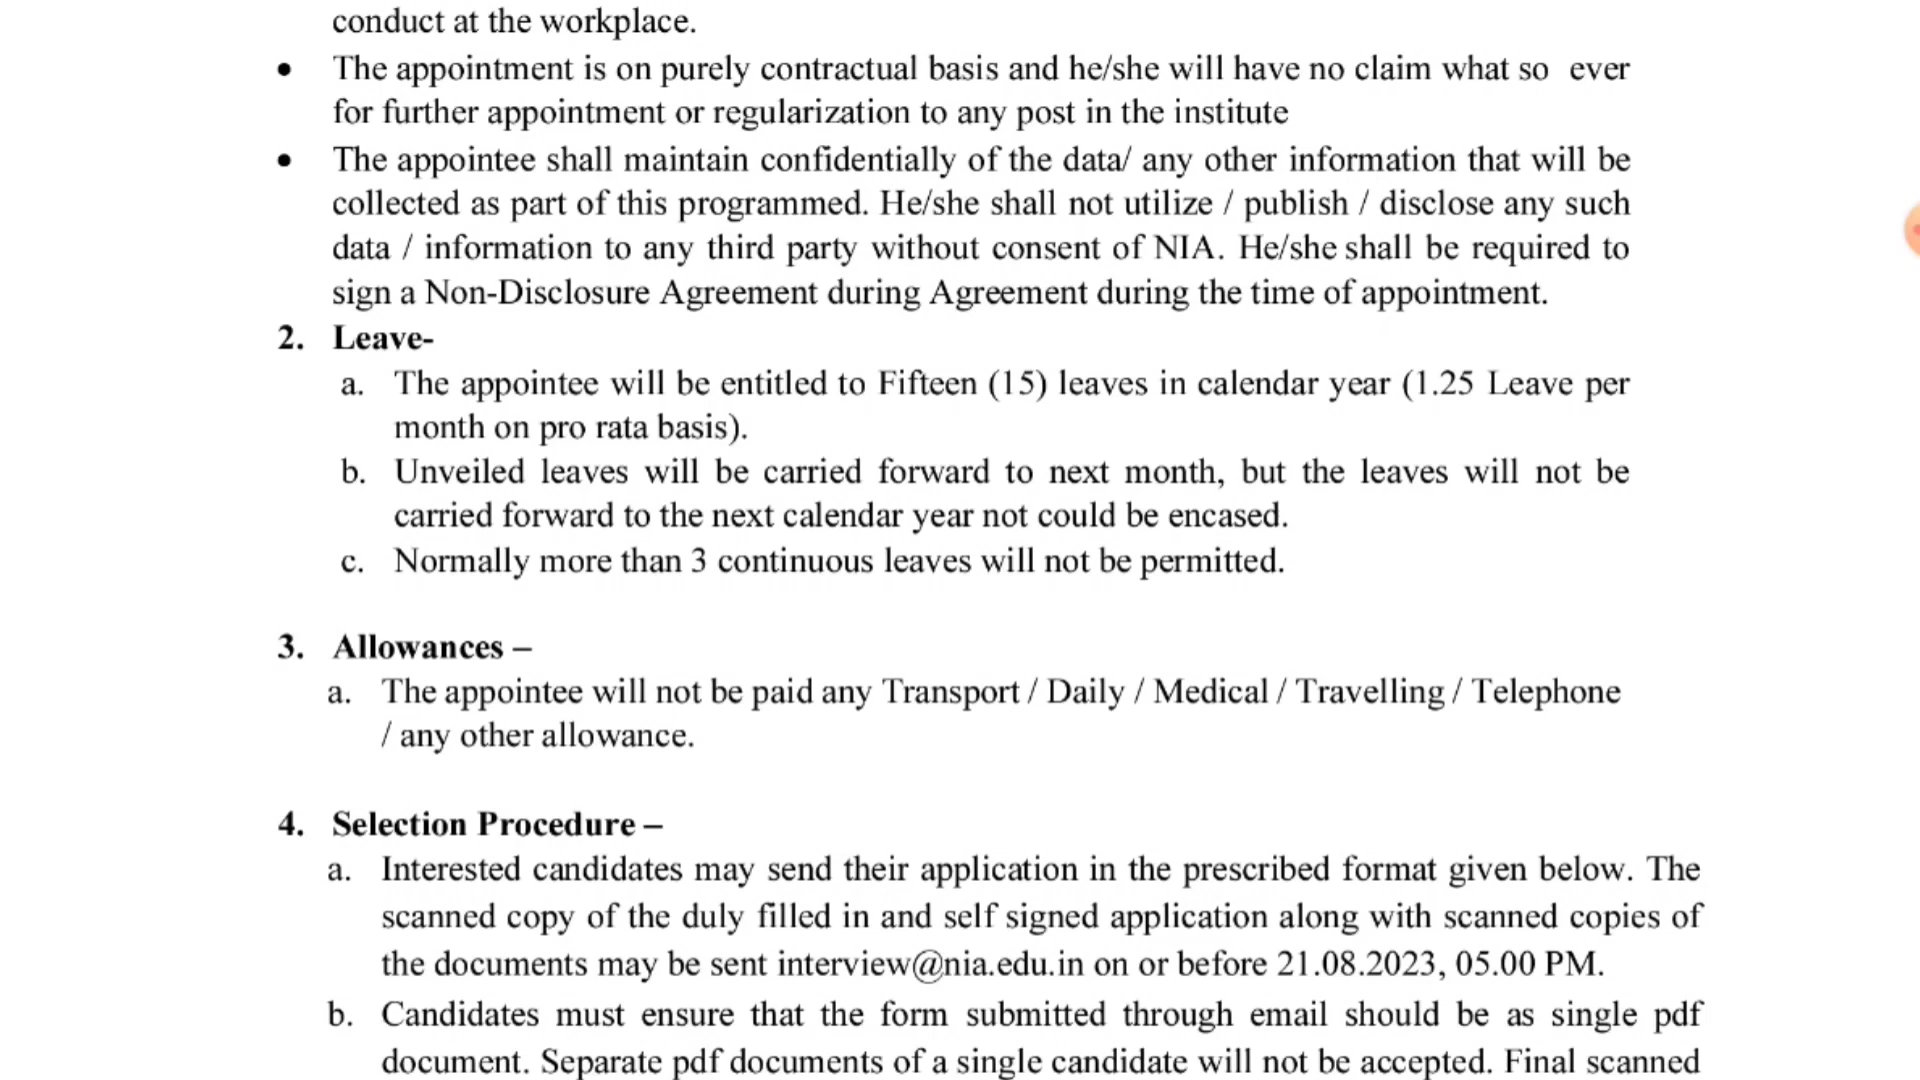 conduct at the workplace.
• The appointment is on purely contractual basis and he/she will have no claim what so ever
for further appointment or regularization to any post in the institute
• The appointee shall maintain confidentially of the data/ any other information that will be
collected as part of this programmed. He/she shall not utilize / publish / disclose any such
data / information to any third party without consent of NIA. He/she shall be required to
sign a Non-Disclosure Agreement during Agreement during the time of appointment.
2. Leave-
a. The appointee will be entitled to Fifteen (15) leaves in calendar year (1.25 Leave per
month on pro rata basis).
b. Unveiled leaves will be carried forward to next month, but the leaves will not be
carried forward to the next calendar year not could be encased.
c. Normally more than 3 continuous leaves will not be permitted.
3. Allowances –
a. The appointee will not be paid any Transport / Daily / Medical / Travelling / Telephone
/ any other allowance.
4. Selection Procedure –
a. Interested candidates may send their application in the prescribed format given below. The
scanned copy of the duly filled in and self signed application along with scanned copies of
the documents may be sent interview@nia.edu.in on or before 21.08.2023, 05.00 PM.
b. Candidates must ensure that the form submitted through email should be as single pdf
document. Separate pdf documents of a single candidate will not be accepted. Final scanned